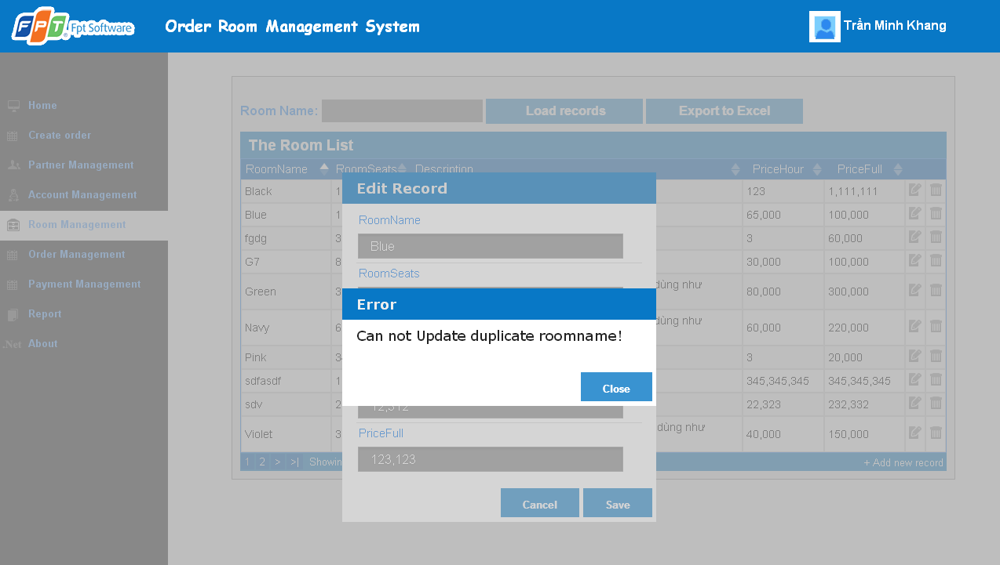 FPT Fpt Software
Order Room Management System
Trần Minh Khang
Home
Create order
Partner Management
Account Management
Room Management
Order Management
Payment Management
Report
.Net About
Room Name:
Load records
Export to Excel
The Room List
RoomName RoomSeats Description PriceHour PriceFull
Black 1 123 1,111,111
Blue 1 65,000 100,000
fgdg 3 3 60,000
G7 8 30,000 100,000
Green 3 dùng như 80,000 300,000
Navy 6 dùng như 60,000 220,000
Pink 3 3 20,000
sdfasdf 1 345,345,345 345,345,345
sdv 2 22,323 232,332
Violet 3 dùng như 40,000 150,000
1 2 > >| Showin
+ Add new record
Edit Record
RoomName
Blue
RoomSeats
Error
Can not Update duplicate roomname!
Close
12,312
PriceFull
123,123
Cancel
Save